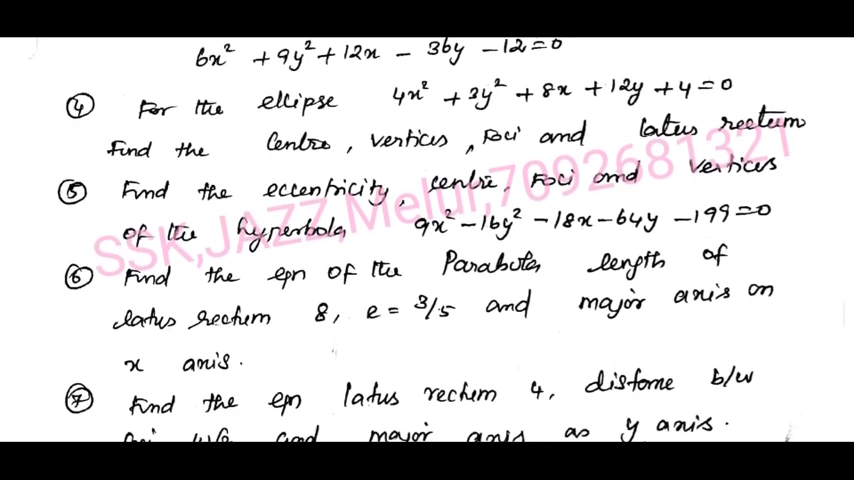 6x² + 9y² + 12x - 36y - 12 = 0
④ For the ellipse 4x² + 3y² + 8x + 12y + 4 = 0
Find the Centre, vertices, Foci and latus rectum
⑤ Find the eccentricity, centre, Foci and vertices
of the hyperbola 9x² - 16y² - 18x - 64y - 199 = 0
SSK,JAZZ,Melur,7092681321
⑥ Find the eqn of the Parabola length of
latus rectum 8, e = 3/5 and major axis on
x axis.
⑦ Find the eqn latus rectum 4, distance b/w
foci 4√2 and major axis as y axis.